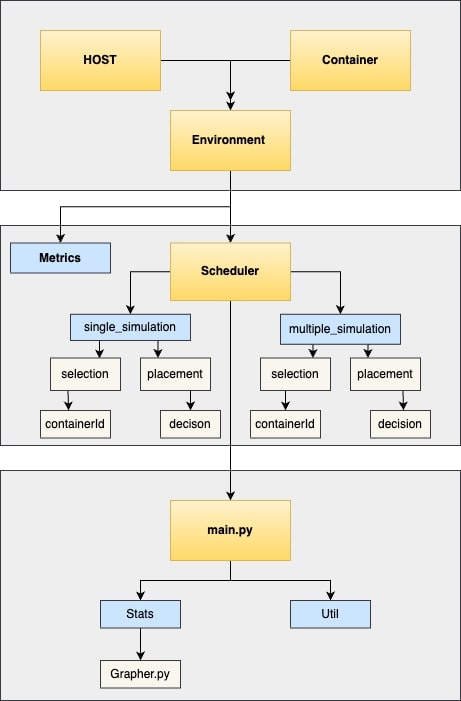 HOST
Container
Environment
Metrics
Scheduler
single_simulation
multiple_simulation
selection
placement
selection
placement
containerId
decison
containerId
decision
main.py
Stats
Util
Grapher.py